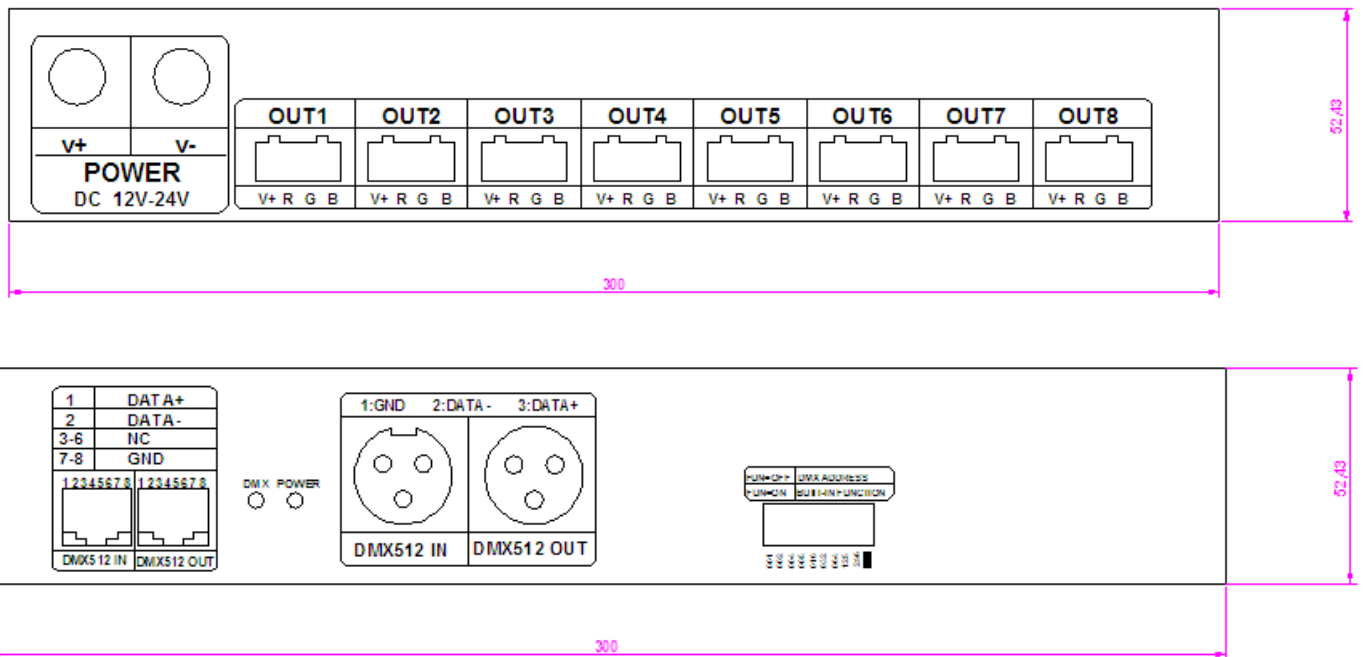 OUT1 OUT2 OUT3 OUT4 OUT5 OUT6 OUT7 OUT8
V+ V-
POWER
DC 12V-24V
V+ R G B V+ R G B V+ R G B V+ R G B V+ R G B V+ R G B V+ R G B V+ R G B
52,43
300
1 DATA+
2 DATA-
3-6 NC
7-8 GND
12345678 12345678
DMX512 IN DMX512 OUT
DMX POWER
1:GND 2:DATA- 3:DATA+
DMX512 IN DMX512 OUT
FUN=OFF DMX ADDRESS
FUN=ON BUILT-IN FUNCTION
52,43
300